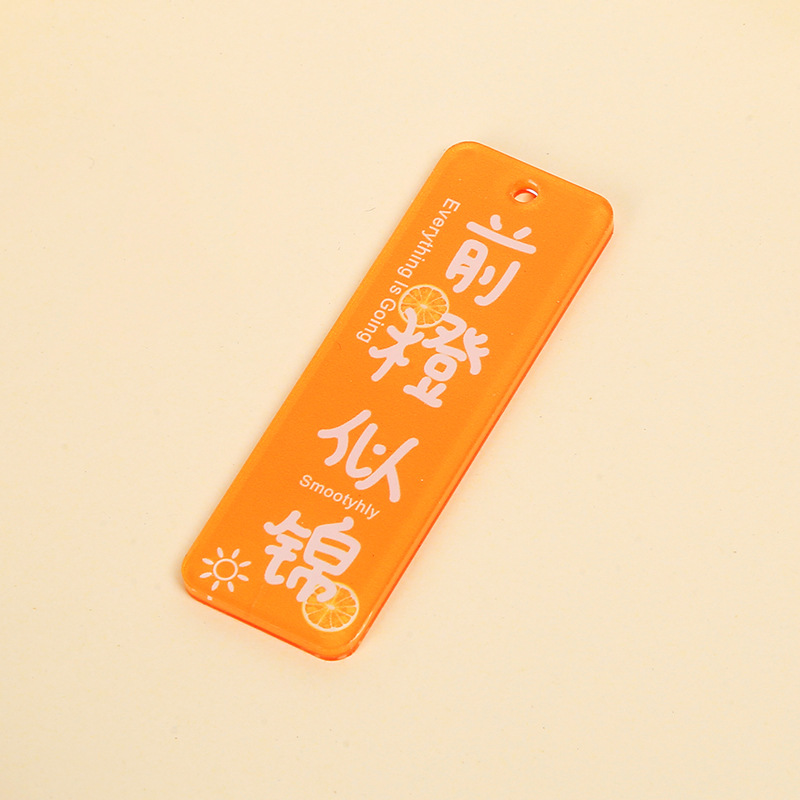 前橙似锦
Everything Is Going
Smootyhly